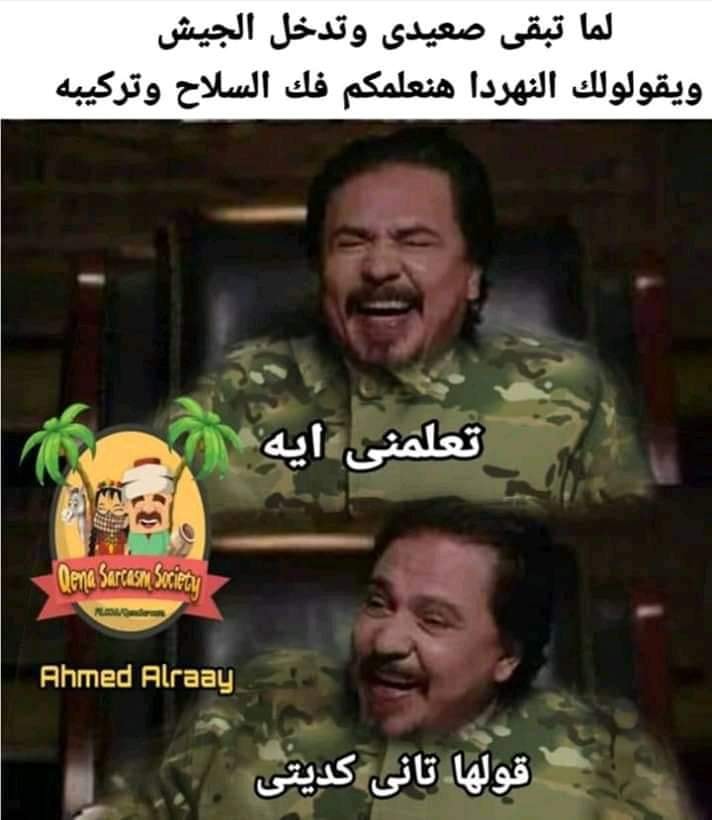 لما تبقى صعيدى وتدخل الجيش
ويقولولك النهردا هنعلمكم فك السلاح وتركيبه
تعلمنى ايه
Qena Sarcasm Society
Ahmed Alraay
قولها تانى كديتى